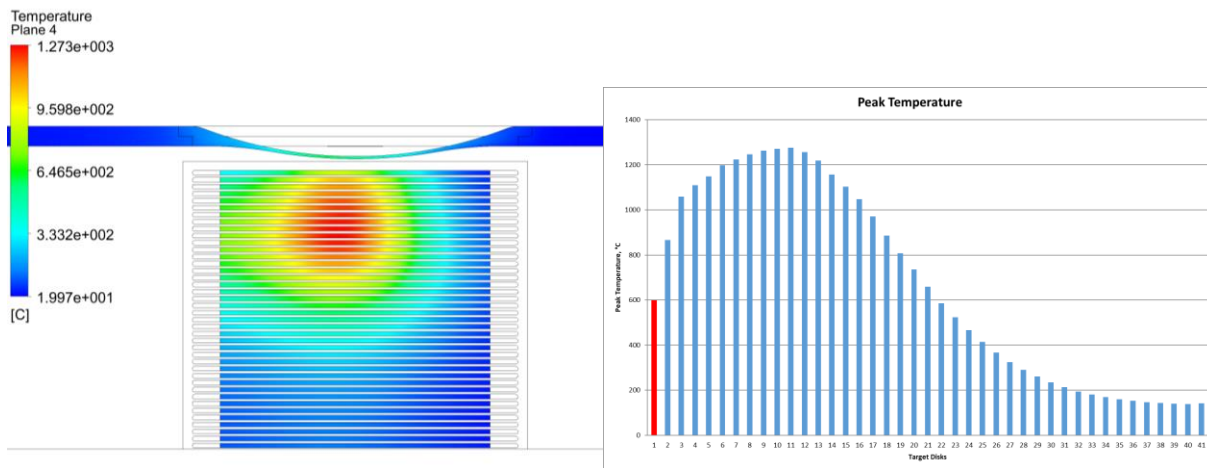 Temperature
Plane 4
1.273e+003
9.598e+002
6.465e+002
3.332e+002
1.997e+001
[C]
Peak Temperature
1400
1200
1000
800
600
400
200
0
Peak Temperature, °C
1 2 3 4 5 6 7 8 9 10 11 12 13 14 15 16 17 18 19 20 21 22 23 24 25 26 27 28 29 30 31 32 33 34 35 36 37 38 39 40 41
Target Disks